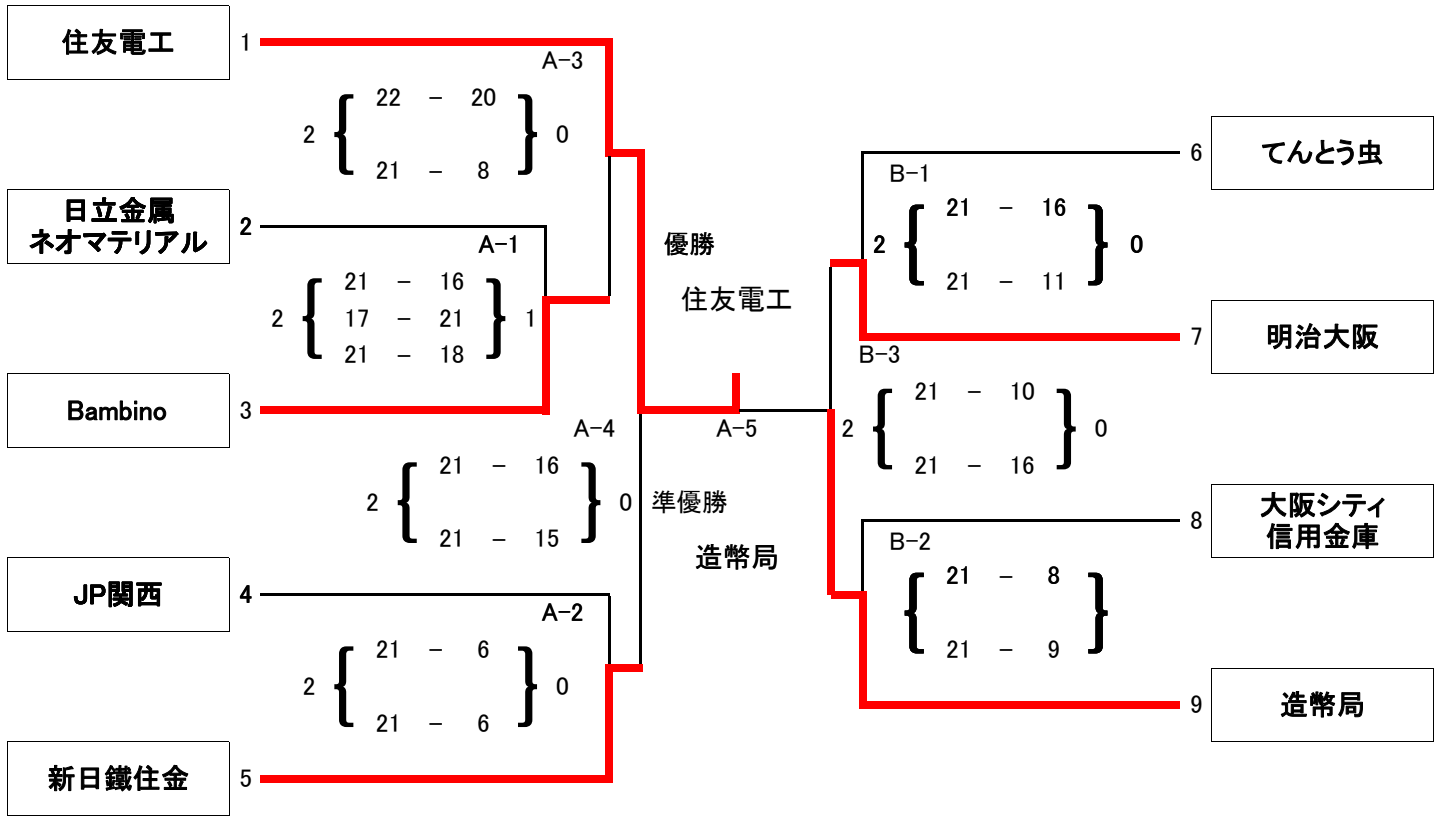 住友電工 1
A-3
22 - 20
2 { } 0
21 - 8
日立金属
ネオマテリアル
2
A-1
21 - 16
2 { 17 - 21 } 1
21 - 18
Bambino 3
A-4
21 - 16
2 { } 0
21 - 15
JP関西 4
A-2
21 - 6
2 { } 0
21 - 6
新日鐵住金 5
優勝
住友電工
A-5
準優勝
造幣局
6 てんとう虫
B-1
21 - 16
2 { } 0
21 - 11
7 明治大阪
B-3
21 - 10
2 { } 0
21 - 16
8
大阪シティ
信用金庫
B-2
21 - 8
{ }
21 - 9
9 造幣局